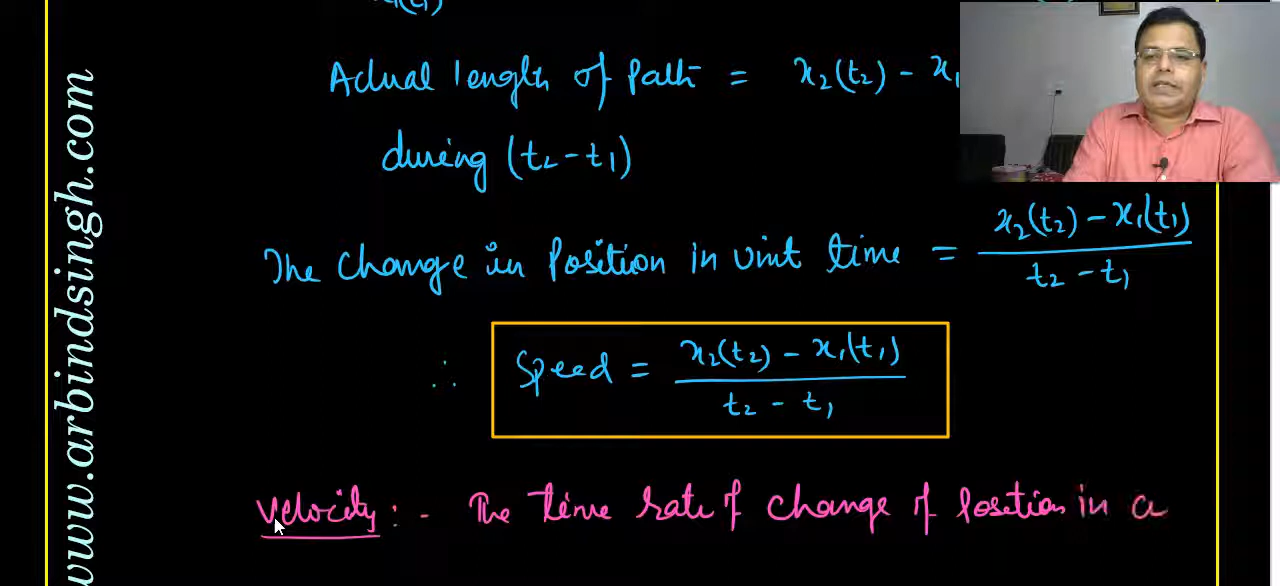 Actual length of Path = x₂(t₂) - x₁
during (t₂-t₁)
The Change in Position in unit time = x₂(t₂) - x₁(t₁) / t₂ - t₁
∴ Speed = x₂(t₂) - x₁(t₁) / t₂ - t₁
Velocity :- The time rate of change of Position in a
www.arbindsingh.com